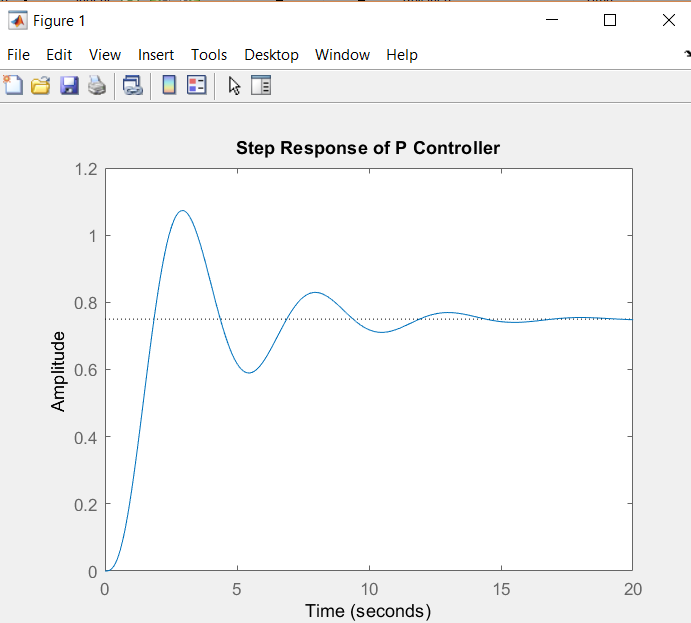 Figure 1
File Edit View Insert Tools Desktop Window Help
Step Response of P Controller
1.2
1
0.8
0.6
0.4
0.2
0
Amplitude
0 5 10 15 20
Time (seconds)